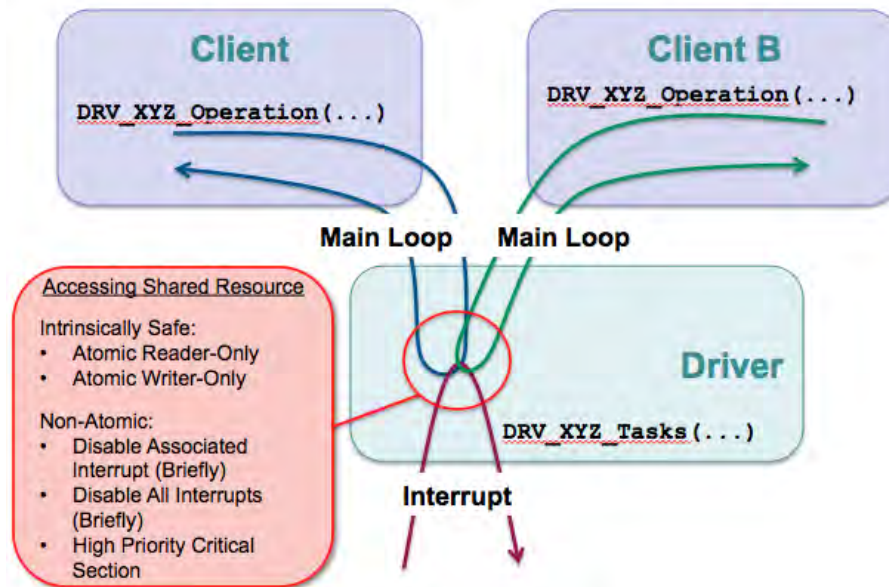 Client
DRV_XYZ_Operation(...)
Client B
DRV_XYZ_Operation(...)
Main Loop
Main Loop
Accessing Shared Resource
Intrinsically Safe:
• Atomic Reader-Only
• Atomic Writer-Only
Non-Atomic:
• Disable Associated
Interrupt (Briefly)
• Disable All Interrupts
(Briefly)
• High Priority Critical
Section
Driver
DRV_XYZ_Tasks(...)
Interrupt